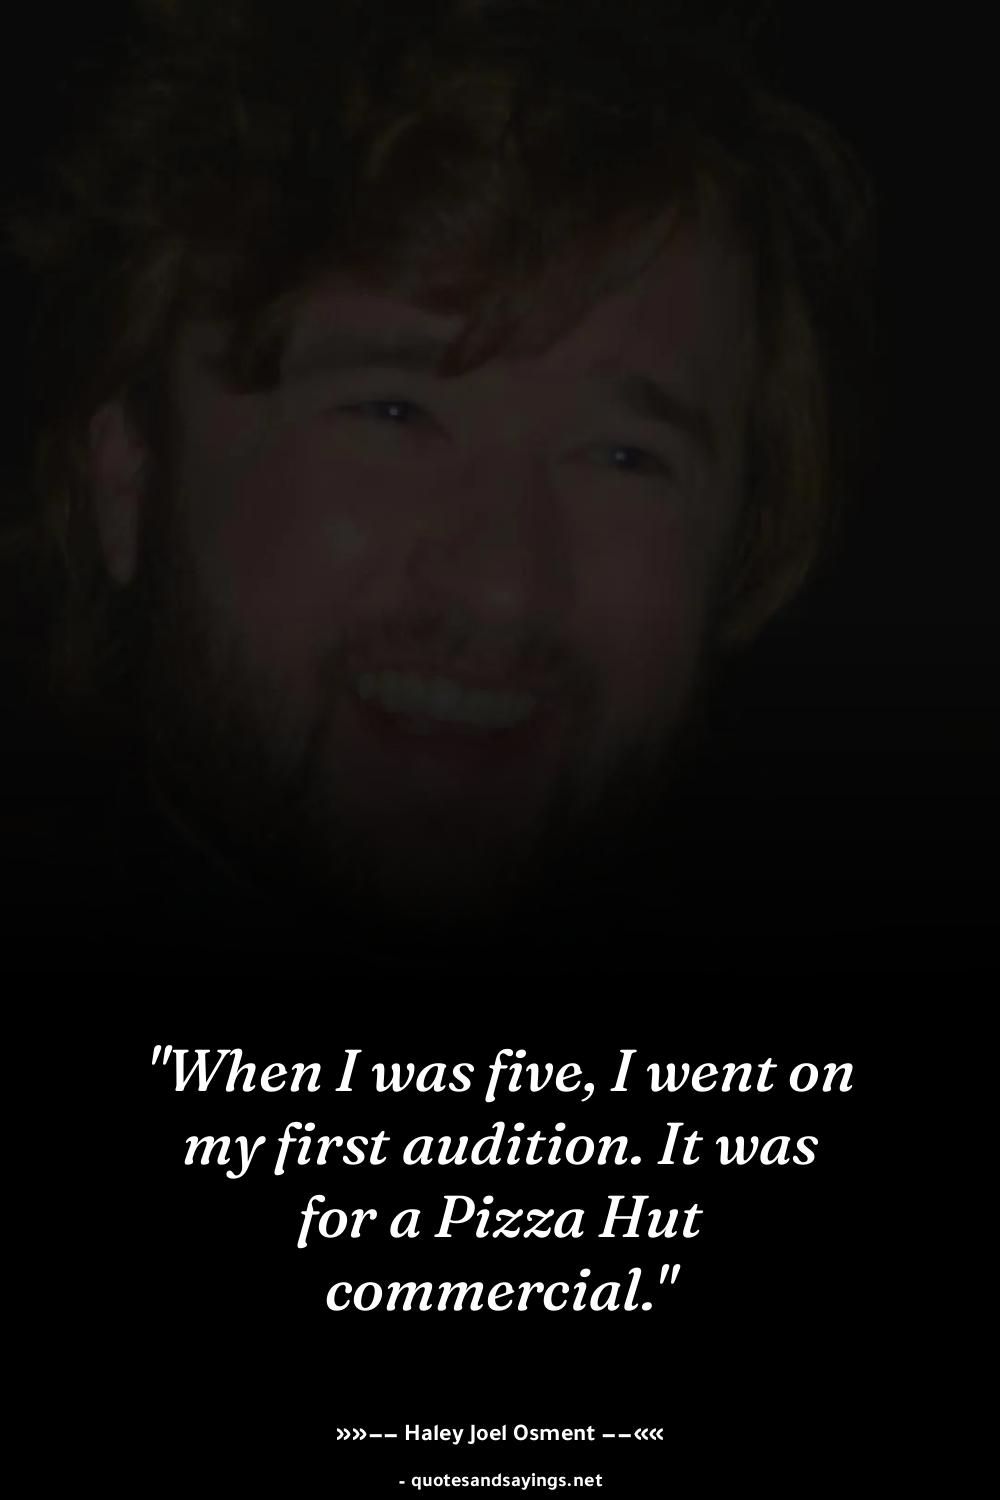 "When I was five, I went on
my first audition. It was
for a Pizza Hut
commercial."
»»–– Haley Joel Osment ––««
- quotesandsayings.net